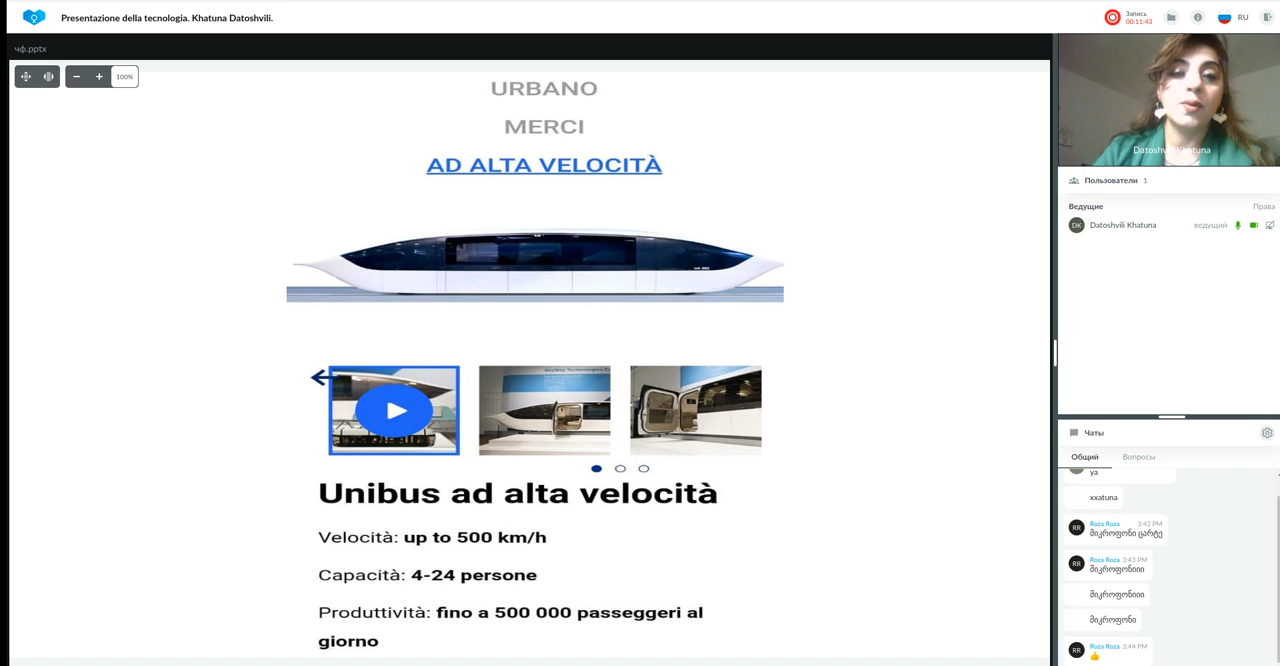 Presentazione della tecnologia. Khatuna Datoshvili.
Запись
00:11:43
RU
чф.pptx
100%
URBANO
MERCI
AD ALTA VELOCITÀ
Unibus ad alta velocità
Velocità: up to 500 km/h
Capacità: 4-24 persone
Produttività: fino a 500 000 passeggeri al
giorno
Datoshvili Khatuna
Пользователи 1
Ведущие Права
DK Datoshvili Khatuna ведущий
Чаты
Общий Вопросы
ya
xxatuna
RR Roza Roza 3:42 PM
მიკროფონი ცარტე
RR Roza Roza 3:43 PM
მიკროფონიიი
მიკროფონიიი
მიკროფონი
RR Roza Roza 3:44 PM
👍